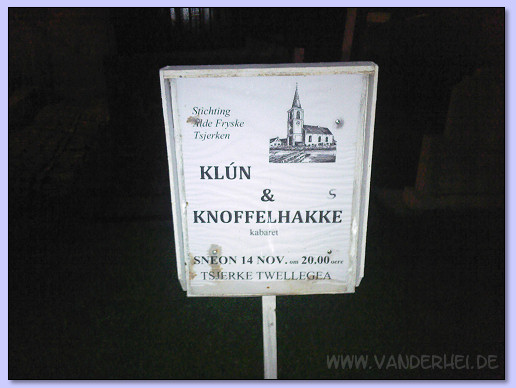 Stichting
Alde Fryske
Tsjerken
KLÚN
&
KNOFFELHAKKE
kabaret
SNEON 14 NOV. om 20.00 oere
TSJERKE TWELLEGEA
WWW.VANDERHEI.DE